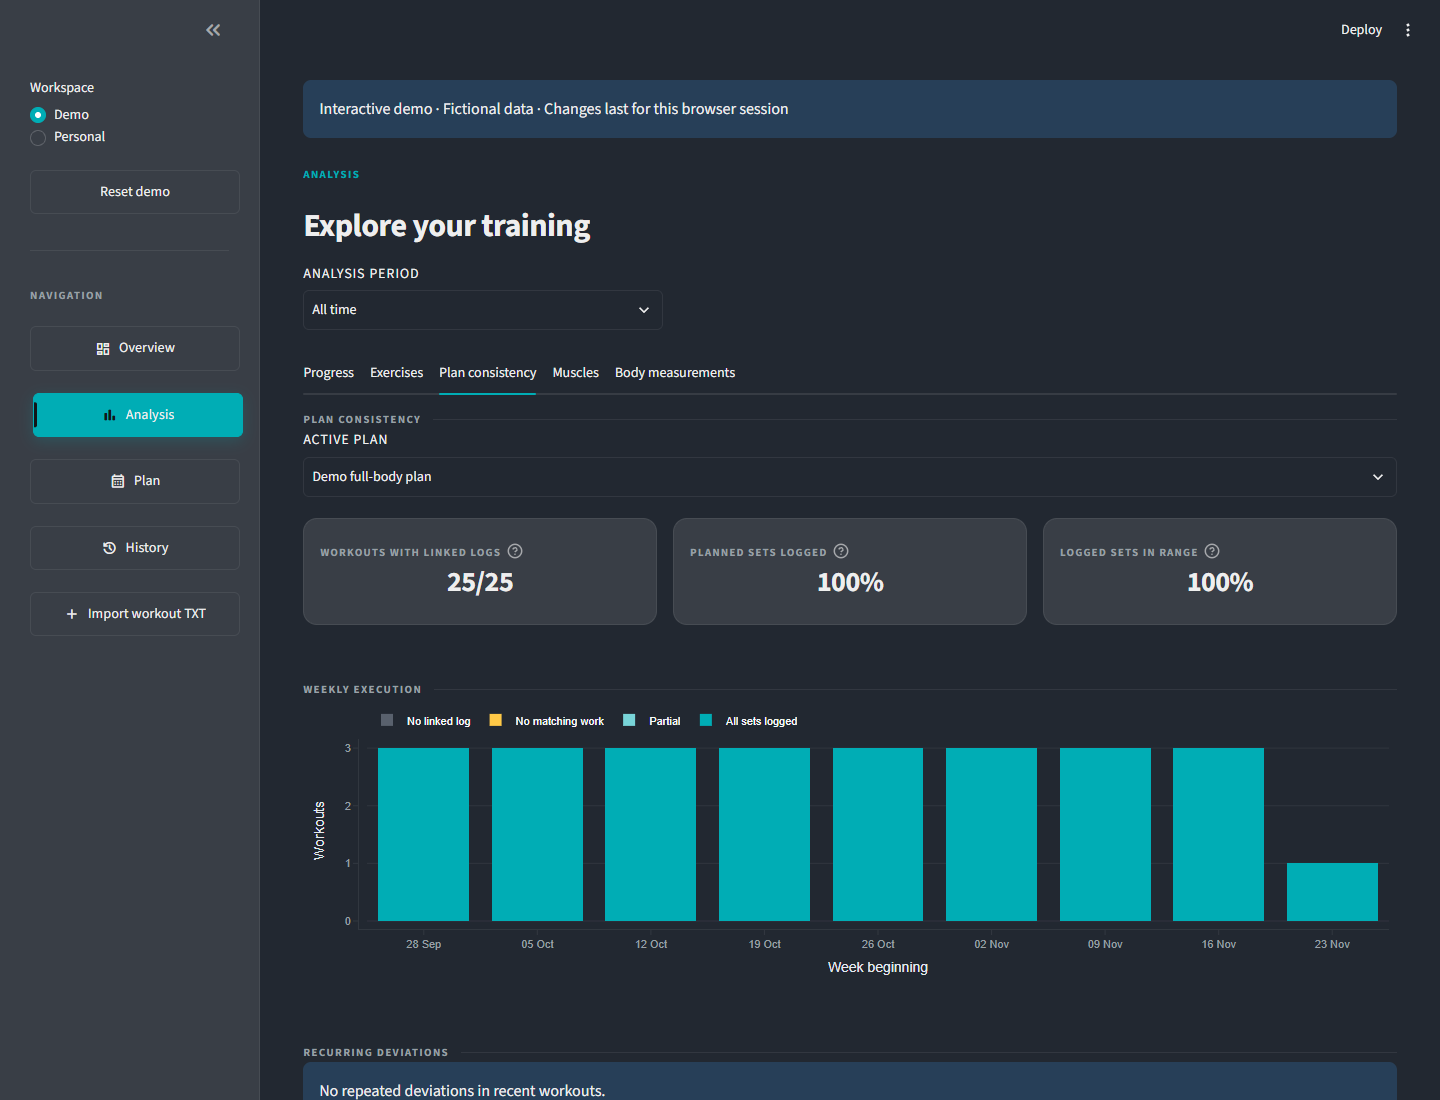 Deploy
Workspace
Demo
Personal
Reset demo
NAVIGATION
Overview
Analysis
Plan
History
Import workout TXT
Interactive demo · Fictional data · Changes last for this browser session
ANALYSIS
Explore your training
ANALYSIS PERIOD
All time
Progress Exercises Plan consistency Muscles Body measurements
PLAN CONSISTENCY
ACTIVE PLAN
Demo full-body plan
WORKOUTS WITH LINKED LOGS
25/25
PLANNED SETS LOGGED
100%
LOGGED SETS IN RANGE
100%
WEEKLY EXECUTION
No linked log No matching work Partial All sets logged
Workouts
3
2
1
0
28 Sep 05 Oct 12 Oct 19 Oct 26 Oct 02 Nov 09 Nov 16 Nov 23 Nov
Week beginning
RECURRING DEVIATIONS
No repeated deviations in recent workouts.